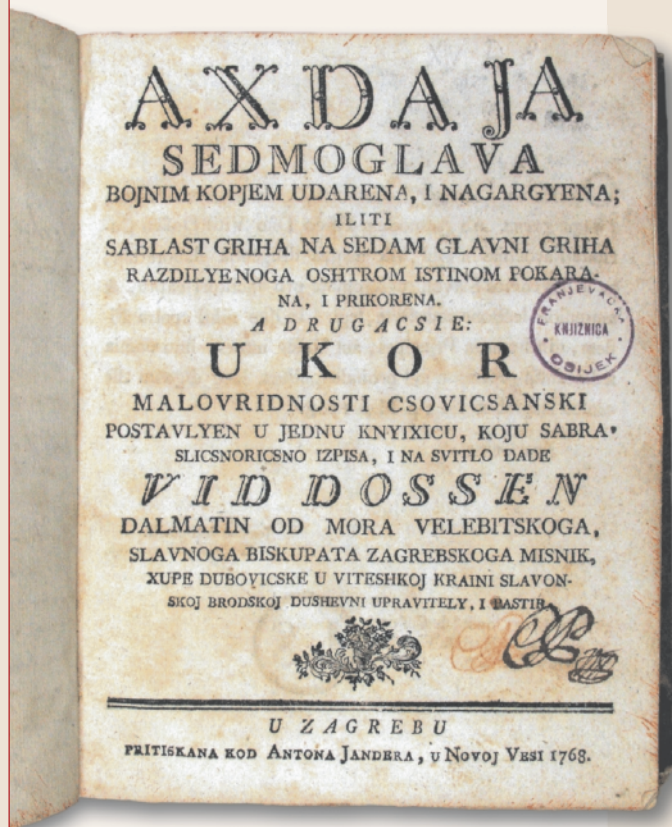 AXDAJA
SEDMOGLAVA
BOJNIM KOPJEM UDARENA, I NAGARGYENA;
ILITI
SABLAST GRIHA NA SEDAM GLAVNI GRIHA
RAZDILYENOGA OSHTROM ISTINOM POKARA-
NA, I PRIKORENA.
A DRUGACSIE:
UKOR
MALOVRIDNOSTI CSOVICSANSKI
POSTAVLYEN U JEDNU KNYIXICU, KOJU SABRA,
SLICSNORICSNO IZPISA, I NA SVITLO DADE
VID DOSSEN
DALMATIN OD MORA VELEBITSKOGA,
SLAVNOGA BISKUPATA ZAGREBSKOGA MISNIK,
XUPE DUBOVICSKE U VITESHKOJ KRAINI SLAVON-
SKOJ BRODSKOJ DUSHEVNI UPRAVITELY, I PASTIR.
U ZAGREBU
PRITISKANA KOD ANTONA JANDERA, U NOVOJ VESI 1768.
FRANJEVAČKA
KNJIŽNICA
OSIJEK